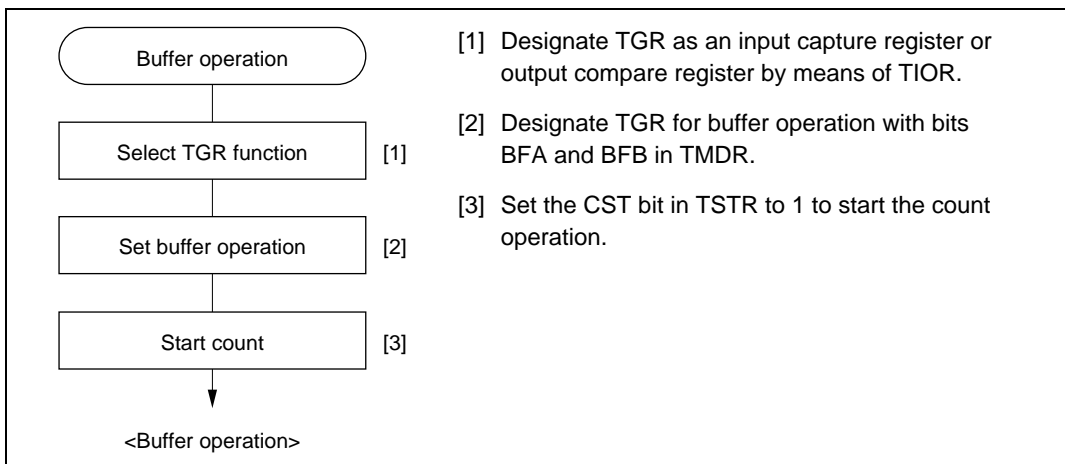 Buffer operation
Select TGR function [1]
Set buffer operation [2]
Start count [3]
<Buffer operation>
[1] Designate TGR as an input capture register or
output compare register by means of TIOR.
[2] Designate TGR for buffer operation with bits
BFA and BFB in TMDR.
[3] Set the CST bit in TSTR to 1 to start the count
operation.